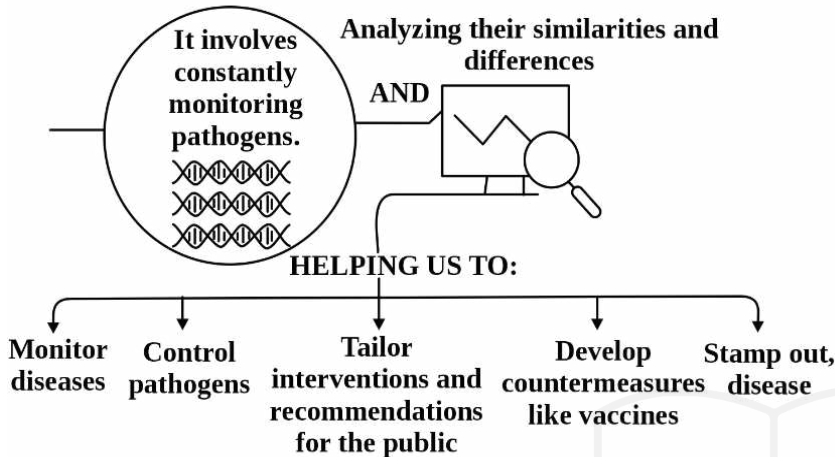 It involves
constantly
monitoring
pathogens.
Analyzing their similarities and
differences
AND
HELPING US TO:
Monitor
diseases
Control
pathogens
Tailor
interventions and
recommendations
for the public
Develop
countermeasures
like vaccines
Stamp out,
disease